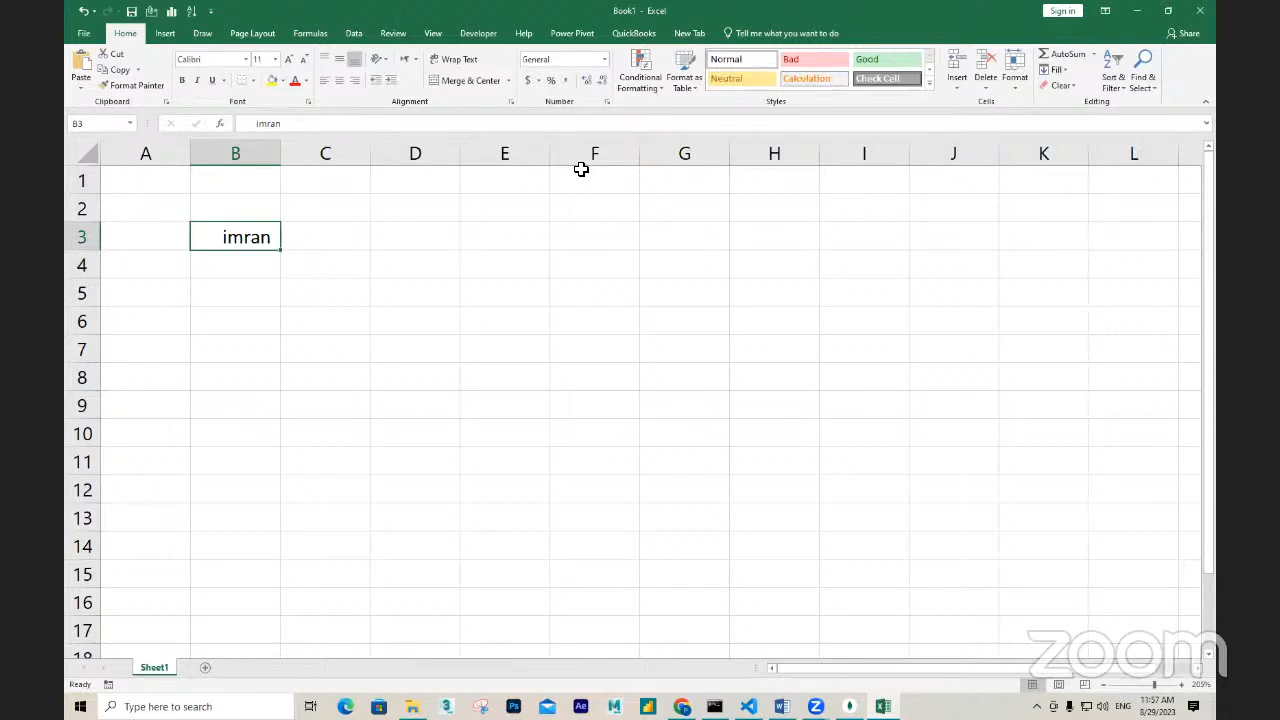 Book1 - Excel
Sign in
File Home Insert Draw Page Layout Formulas Data Review View Developer Help Power Pivot QuickBooks New Tab Tell me what you want to do Share
Paste
Cut
Copy
Format Painter
Clipboard
Calibri 11
B I U
Font
Wrap Text
Merge & Center
Alignment
General
$ % ,
Number
Conditional Formatting
Format as Table
Normal Bad Good
Neutral Calculation Check Cell
Styles
Insert Delete Format
Cells
AutoSum
Fill
Clear
Sort & Filter
Find & Select
Editing
B3 fx imran
A B C D E F G H I J K L
1
2
3 imran
4
5
6
7
8
9
10
11
12
13
14
15
16
17
18
zoom
Sheet1
Ready 205%
Type here to search
ENG
11:57 AM
8/29/2023